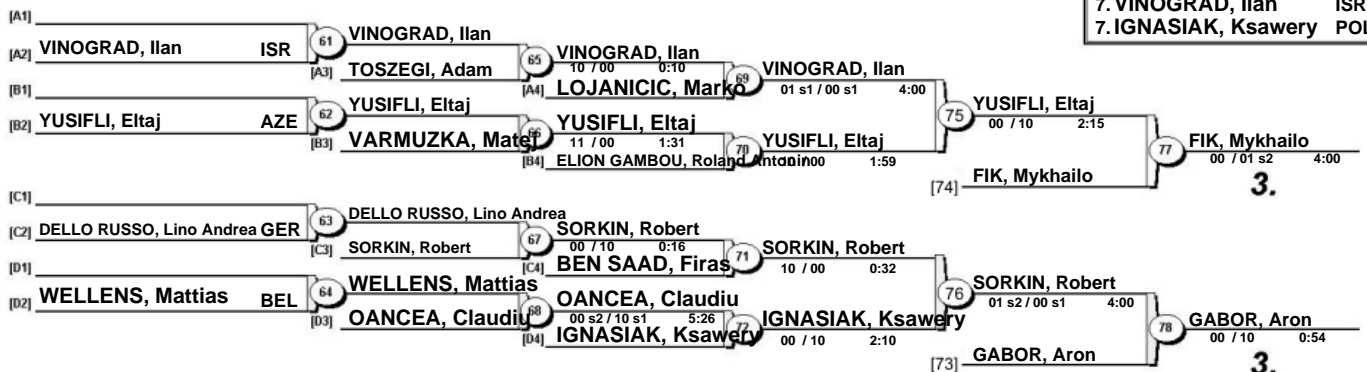 7. VINOGRAD, Ilan ISR
7. IGNASIAK, Ksawery POL
[A1]
[A2] VINOGRAD, Ilan ISR
61
VINOGRAD, Ilan
[A3] TOSZEGI, Adam
65
VINOGRAD, Ilan
10 / 00 0:10
[A4] LOJANICIC, Marko
69
VINOGRAD, Ilan
01 s1 / 00 s1 4:00
[B1]
[B2] YUSIFLI, Eltaj AZE
62
YUSIFLI, Eltaj
[B3] VARMUZKA, Matej
66
YUSIFLI, Eltaj
11 / 00 1:31
[B4] ELION GAMBOU, Roland Antonin
70
YUSIFLI, Eltaj
/ 00 1:59
75
YUSIFLI, Eltaj
00 / 10 2:15
[74] FIK, Mykhailo
77
FIK, Mykhailo
00 / 01 s2 4:00
3.
[C1]
[C2] DELLO RUSSO, Lino Andrea GER
63
DELLO RUSSO, Lino Andrea
[C3] SORKIN, Robert
67
SORKIN, Robert
00 / 10 0:16
[C4] BEN SAAD, Firas
71
SORKIN, Robert
10 / 00 0:32
[D1]
[D2] WELLENS, Mattias BEL
64
WELLENS, Mattias
[D3] OANCEA, Claudiu
68
OANCEA, Claudiu
00 s2 / 10 s1 5:26
[D4] IGNASIAK, Ksawery
72
IGNASIAK, Ksawery
00 / 10 2:10
76
SORKIN, Robert
01 s2 / 00 s1 4:00
[73] GABOR, Aron
78
GABOR, Aron
00 / 10 0:54
3.